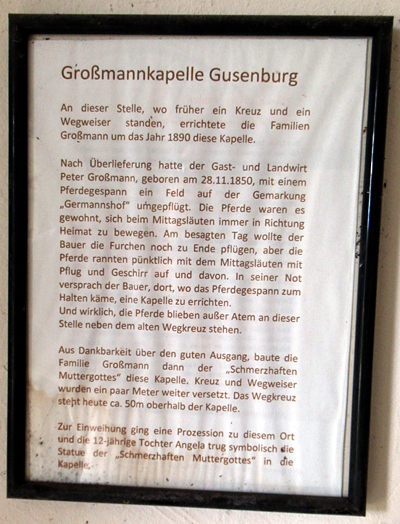 Großmannkapelle Gusenburg
An dieser Stelle, wo früher ein Kreuz und ein
Wegweiser standen, errichtete die Familien
Großmann um das Jahr 1890 diese Kapelle.
Nach Überlieferung hatte der Gast- und Landwirt
Peter Großmann, geboren am 28.11.1850, mit einem
Pferdegespann ein Feld auf der Gemarkung
„Germannshof“ umgepflügt. Die Pferde waren es
gewohnt, sich beim Mittagsläuten immer in Richtung
Heimat zu bewegen. Am besagten Tag wollte der
Bauer die Furchen noch zu Ende pflügen, aber die
Pferde rannten pünktlich mit dem Mittagsläuten mit
Pflug und Geschirr auf und davon. In seiner Not
versprach der Bauer, dort, wo das Pferdegespann zum
Halten käme, eine Kapelle zu errichten.
Und wirklich, die Pferde blieben außer Atem an dieser
Stelle neben dem alten Wegkreuz stehen.
Aus Dankbarkeit über den guten Ausgang, baute die
Familie Großmann dann der „Schmerzhaften
Muttergottes“ diese Kapelle. Kreuz und Wegweiser
wurden ein paar Meter weiter versetzt. Das Wegkreuz
steht heute ca. 50m oberhalb der Kapelle.
Zur Einweihung ging eine Prozession zu diesem Ort
und die 12-jährige Tochter Angela trug symbolisch die
Statue der „Schmerzhaften Muttergottes“ in die
Kapelle.